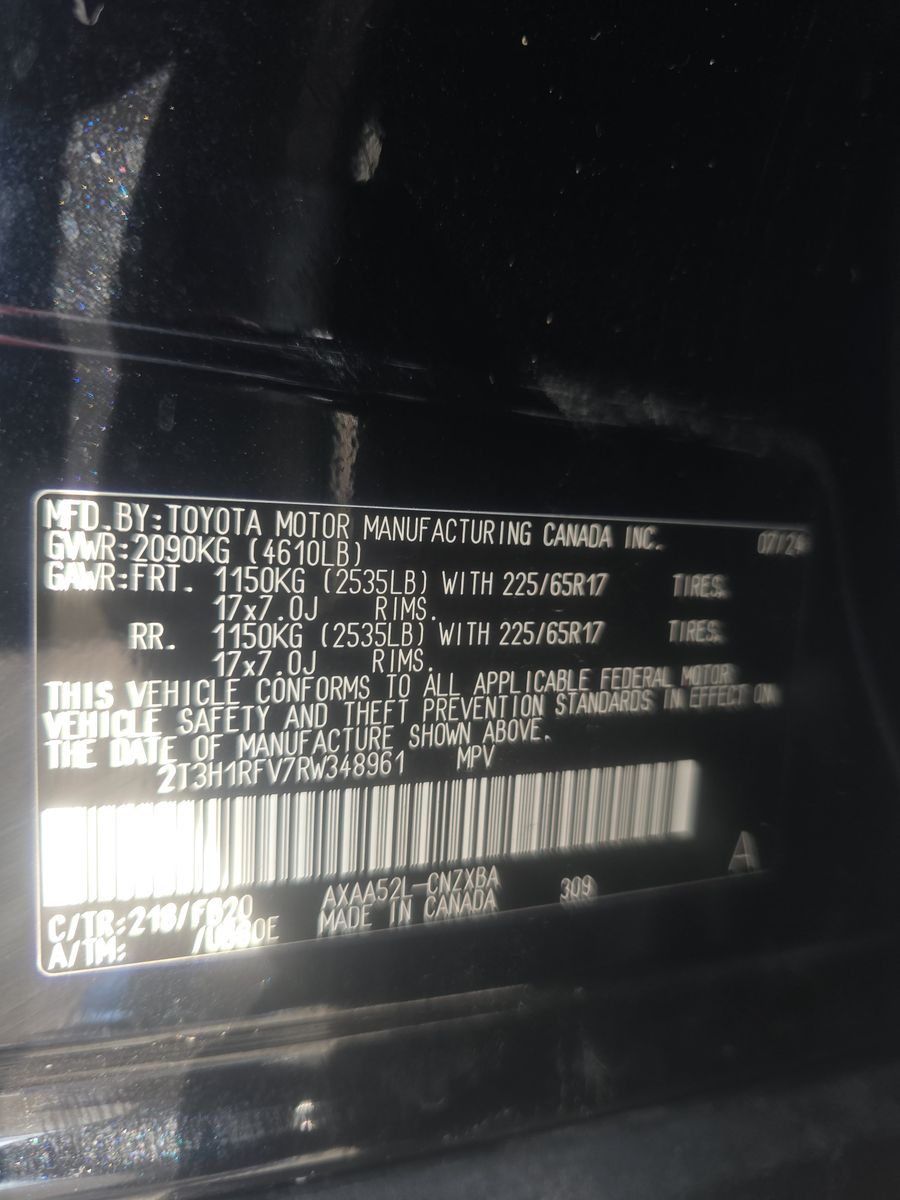 MFD.BY:TOYOTA MOTOR MANUFACTURING CANADA INC. 07/24
GVWR:2090KG (4610LB)
GAWR:FRT. 1150KG (2535LB) WITH 225/65R17 TIRES.
17x7.0J RIMS.
RR. 1150KG (2535LB) WITH 225/65R17 TIRES.
17x7.0J RIMS.
THIS VEHICLE CONFORMS TO ALL APPLICABLE FEDERAL MOTOR
VEHICLE SAFETY AND THEFT PREVENTION STANDARDS IN EFFECT ON
THE DATE OF MANUFACTURE SHOWN ABOVE.
2T3H1RFV7RW348961 MPV
A
C/TR:218/FB20 AXAA52L-CNZXBA 309
A/TM: MADE IN CANADA